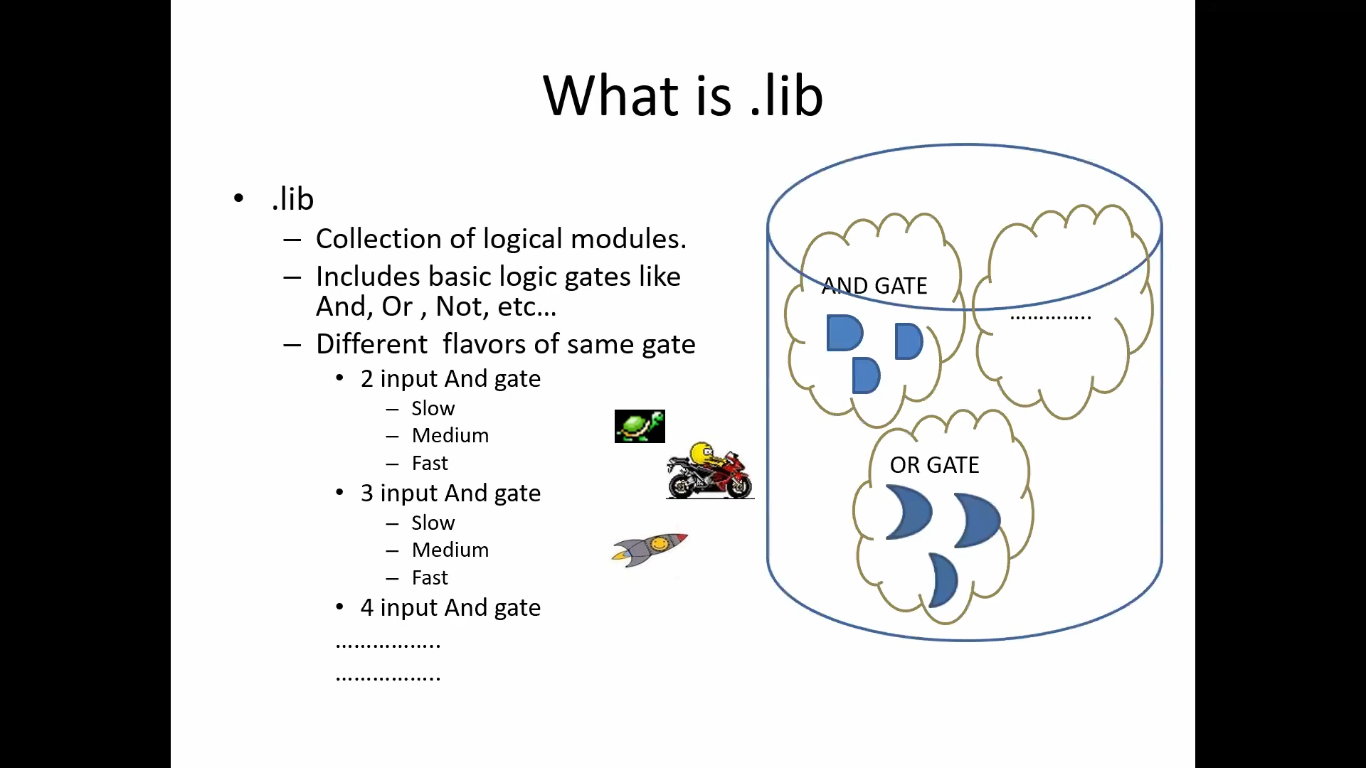 What is .lib
• .lib
– Collection of logical modules.
– Includes basic logic gates like
And, Or , Not, etc…
– Different  flavors of same gate
• 2 input And gate
– Slow
– Medium
– Fast
• 3 input And gate
– Slow
– Medium
– Fast
• 4 input And gate
……………..
……………..
AND GATE
………….
OR GATE